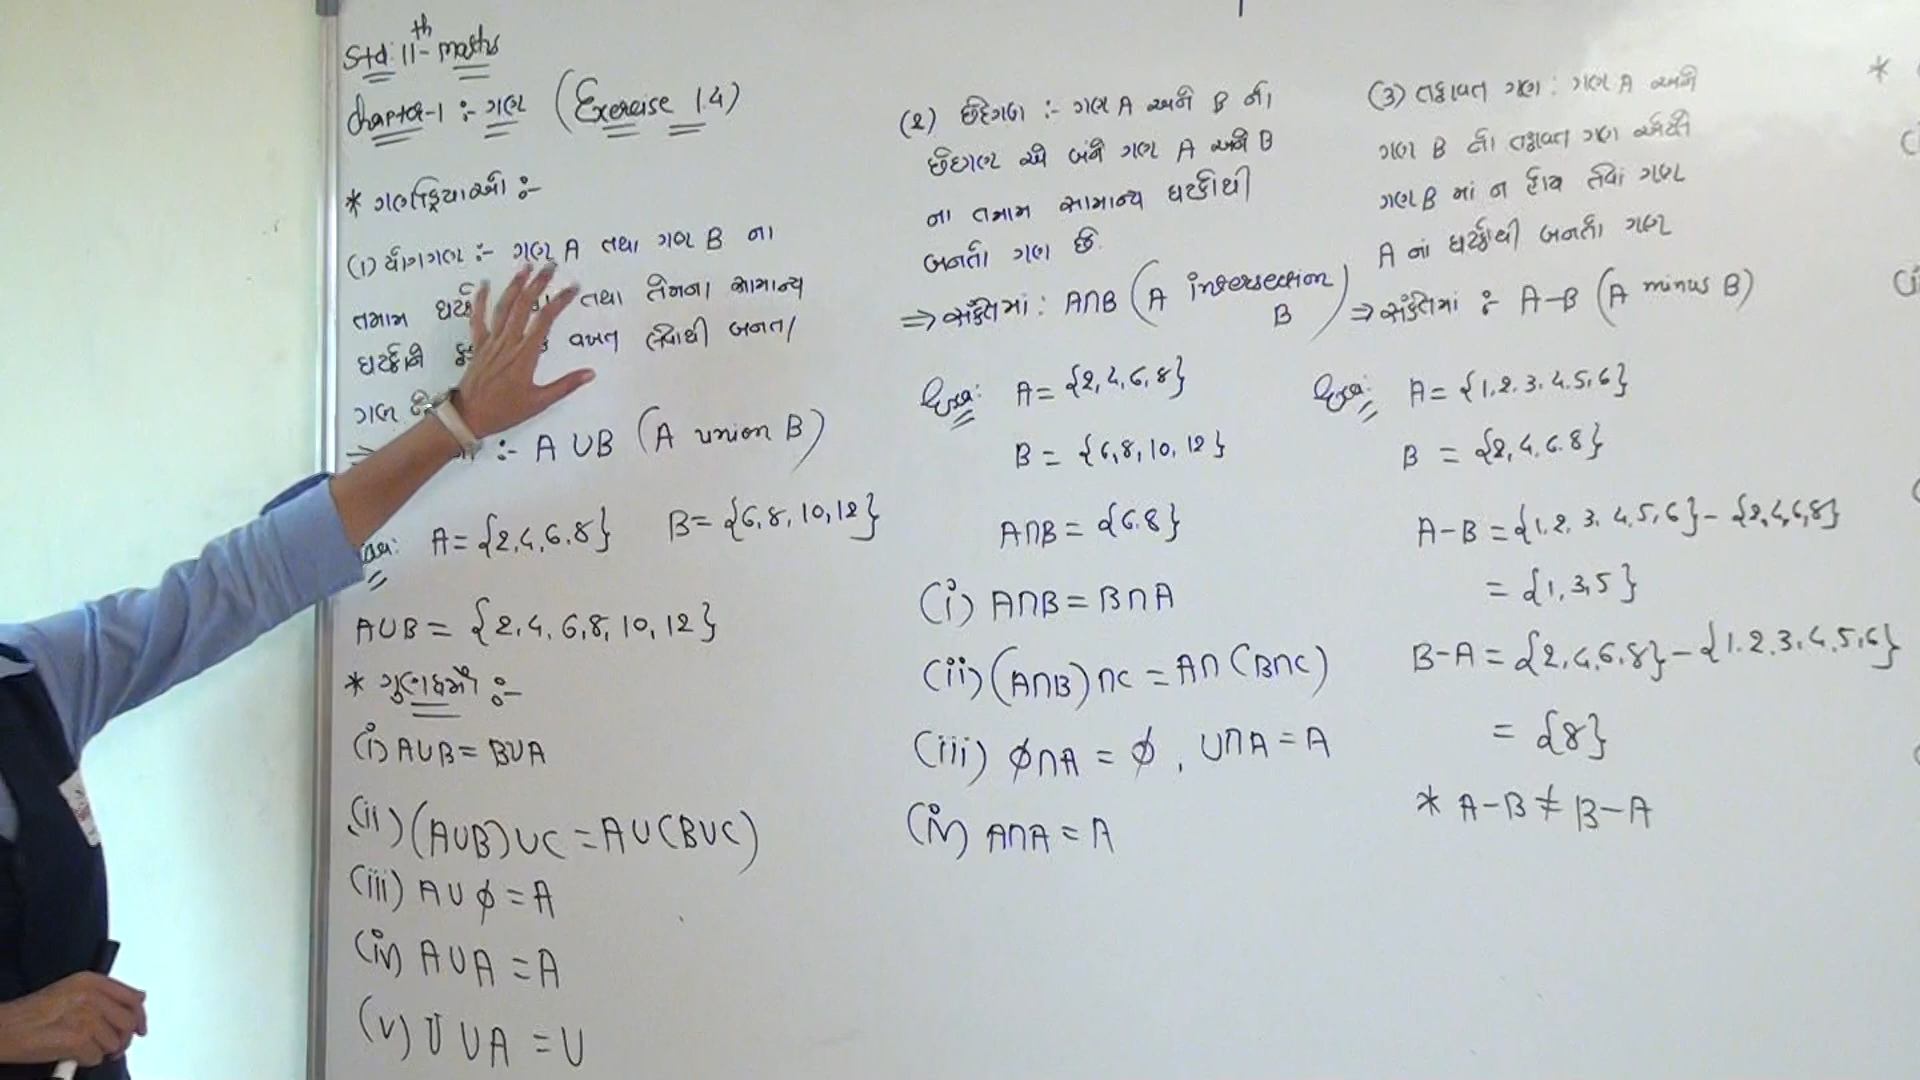 Std: 11th - maths
Chapter-1 :- ગણ (Exercise 1.4)
* ગણક્રિયાઓ :-
(1) યોગગણ :- ગણ A તથા ગણ B ના
તમામ તથા તેમના સામાન્ય
ઘટકોને વખત લેવાથી બનતા
ગણ
:- A ∪ B (A union B)
A = {2,4,6.8} B = {6,8,10,12}
A∪B = {2,4,6,8,10,12}
* ગુણધર્મો :-
(i) A∪B = B∪A
(ii) (A∪B)∪C = A∪(B∪C)
(iii) A∪ϕ = A
(iv) A∪A = A
(v) U∪A = U
(2) છેદગણ :- ગણ A અને B નો
છેદગણ એ બંને ગણ A અને B
ના તમામ સામાન્ય ઘટકોથી
બનતો ગણ છે.
⇒ સંકેતમાં : A∩B (A intersection
B)
Exa: A = {2,4,6,8}
B = {6,8,10,12}
A∩B = {6.8}
(i) A∩B = B∩A
(ii) (A∩B)∩C = A∩(B∩C)
(iii) ϕ∩A = ϕ, U∩A = A
(iv) A∩A = A
(3) તફાવત ગણ : ગણ A અને
ગણ B નો તફાવત ગણ એટલે
ગણ B માં ન હોય તેવાં ગણ
A નાં ઘટકોથી બનતો ગણ
⇒ સંકેતમાં :- A-B (A minus B)
Exa: A = {1.2.3.4.5,6}
B = {2,4,6.8}
A-B = {1.2.3.4.5,6} - {2,4,6,8}
= {1,3,5}
B-A = {2,4.6.8} - {1.2.3.4.5,6}
= {8}
* A-B ≠ B-A
*